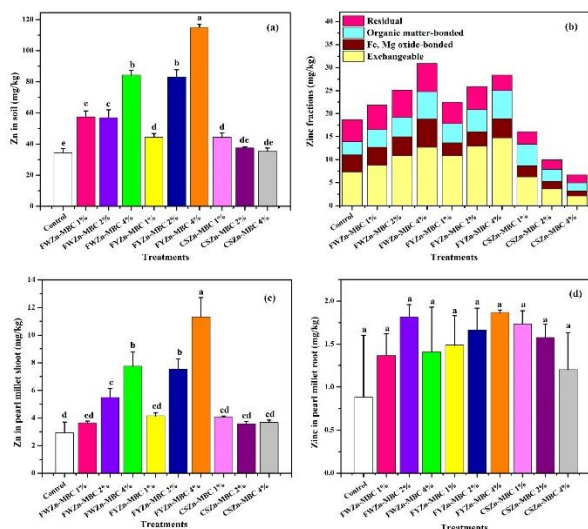 (a)
Zn in soil (mg/kg)
120
100
80
60
40
20
0
e
c
c
b
d
b
a
d
de
de
Control
FWZn-MBC 1%
FWZn-MBC 2%
FWZn-MBC 4%
FYZn-MBC 1%
FYZn-MBC 2%
FYZn-MBC 4%
CSZn-MBC 1%
CSZn-MBC 2%
CSZn-MBC 4%
Treatments
(b)
Residual
Organic matter-bonded
Fe, Mg oxide-bonded
Exchangeable
Zinc fractions (mg/kg)
40
35
30
25
20
15
10
5
0
Control
FWZn-MBC 1%
FWZn-MBC 2%
FWZn-MBC 4%
FYZn-MBC 1%
FYZn-MBC 2%
FYZn-MBC 4%
CSZn-MBC 1%
CSZn-MBC 2%
CSZn-MBC 4%
Treatments
(c)
Zn in pearl millet shoot (mg/kg)
14
12
10
8
6
4
2
0
d
cd
c
b
cd
b
a
cd
cd
cd
Control
FWZn-MBC 1%
FWZn-MBC 2%
FWZn-MBC 4%
FYZn-MBC 1%
FYZn-MBC 2%
FYZn-MBC 4%
CSZn-MBC 1%
CSZn-MBC 2%
CSZn-MBC 4%
Treatments
(d)
Zinc in pearl millet root (mg/kg)
2.0
1.5
1.0
0.5
0.0
a
a
a
a
a
a
a
a
a
a
Control
FWZn-MBC 1%
FWZn-MBC 2%
FWZn-MBC 4%
FYZn-MBC 1%
FYZn-MBC 2%
FYZn-MBC 4%
CSZn-MBC 1%
CSZn-MBC 2%
CSZn-MBC 4%
Treatments